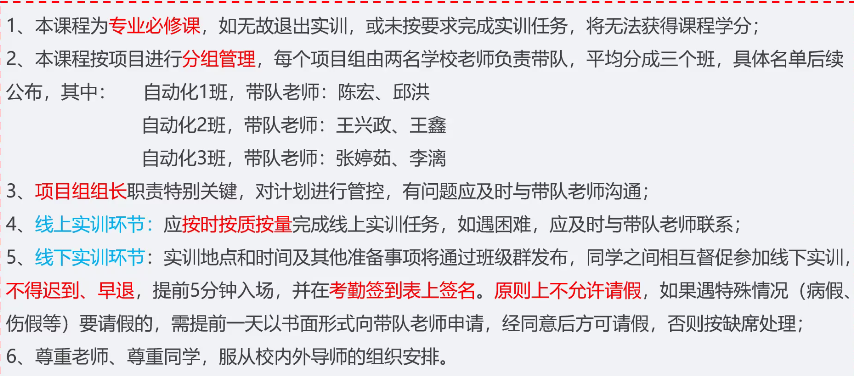 1、本课程为专业必修课，如无故退出实训，或未按要求完成实训任务，将无法获得课程学分；
2、本课程按项目进行分组管理，每个项目组由两名学校老师负责带队，平均分成三个班，具体名单后续
公布，其中： 自动化1班，带队老师：陈宏、邱洪
自动化2班，带队老师：王兴政、王鑫
自动化3班，带队老师：张婷茹、李漓
3、项目组组长职责特别关键，对计划进行管控，有问题应及时与带队老师沟通；
4、线上实训环节：应按时按质按量完成线上实训任务，如遇困难，应及时与带队老师联系；
5、线下实训环节：实训地点和时间及其他准备事项将通过班级群发布，同学之间相互督促参加线下实训，
不得迟到、早退，提前5分钟入场，并在考勤签到表上签名。原则上不允许请假，如果遇特殊情况（病假、
伤假等）要请假的，需提前一天以书面形式向带队老师申请，经同意后方可请假，否则按缺席处理；
6、尊重老师、尊重同学，服从校内外导师的组织安排。